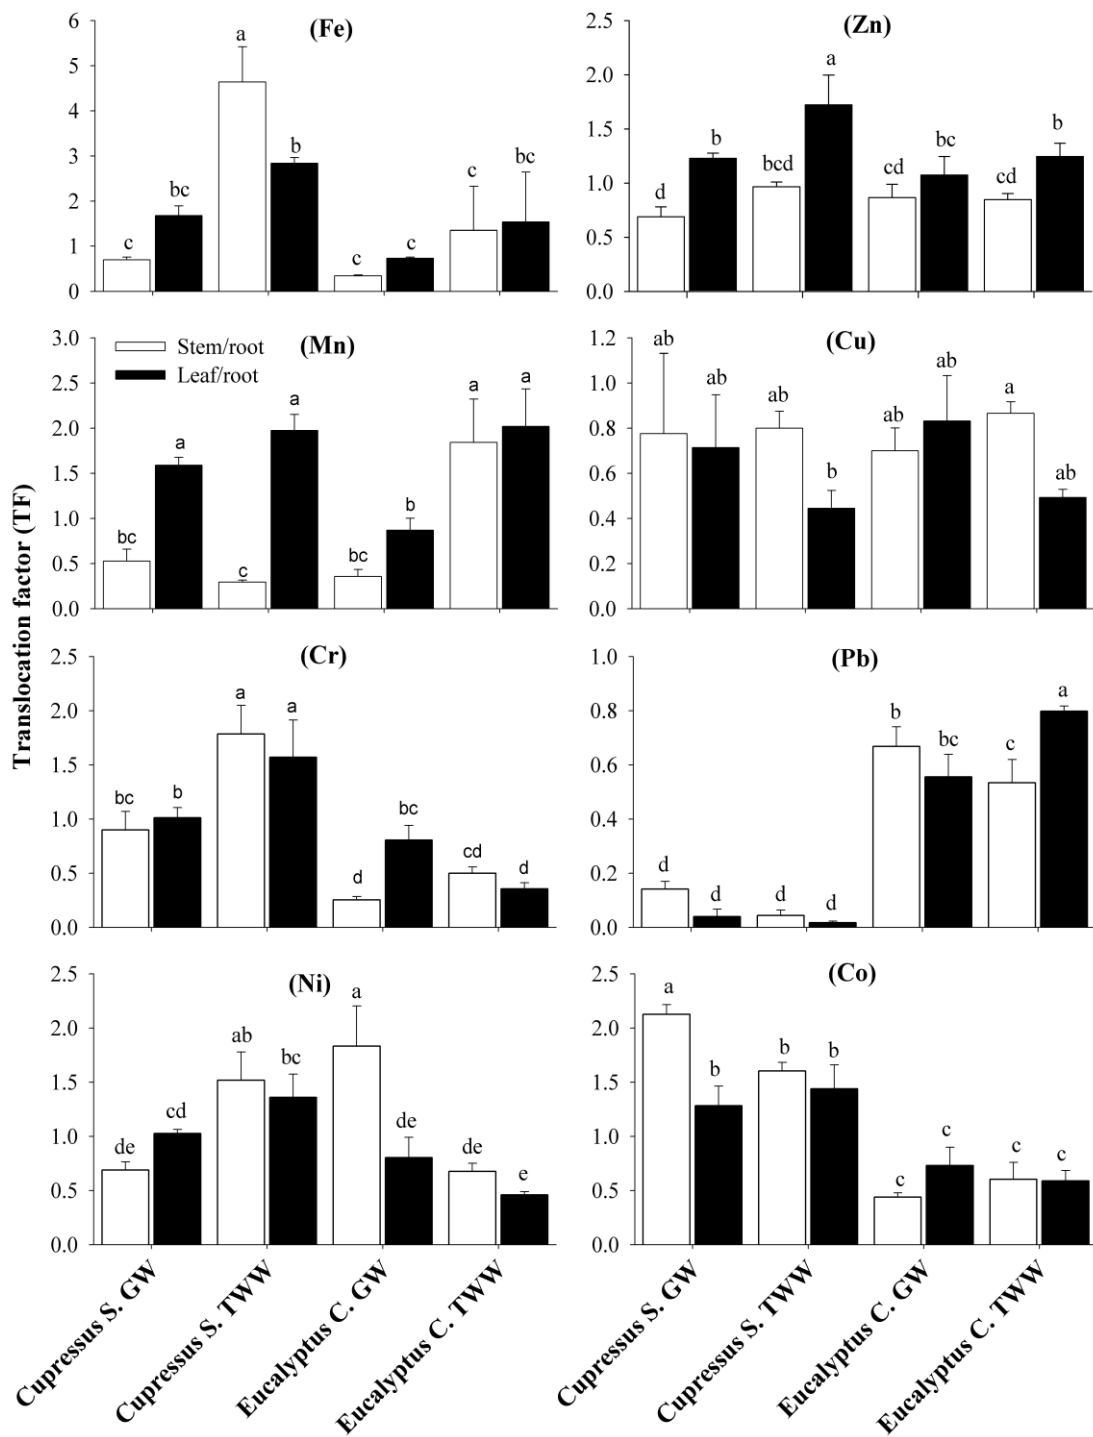 Translocation factor (TF)
(Fe)
6
5
4
3
2
1
0
c
bc
a
b
c
c
c
bc
(Zn)
2.5
2.0
1.5
1.0
0.5
0.0
d
b
bcd
a
cd
bc
cd
b
(Mn)
Stem/root
Leaf/root
3.0
2.5
2.0
1.5
1.0
0.5
0.0
bc
a
c
a
bc
b
a
a
(Cu)
1.2
1.0
0.8
0.6
0.4
0.2
0.0
ab
ab
ab
b
ab
ab
a
ab
(Cr)
2.5
2.0
1.5
1.0
0.5
0.0
bc
b
a
a
d
bc
cd
d
(Pb)
1.0
0.8
0.6
0.4
0.2
0.0
d
d
d
d
b
bc
c
a
(Ni)
2.5
2.0
1.5
1.0
0.5
0.0
de
cd
ab
bc
a
de
de
e
(Co)
2.5
2.0
1.5
1.0
0.5
0.0
a
b
b
b
c
c
c
c
Cupressus S. GW
Cupressus S. TWW
Eucalyptus C. GW
Eucalyptus C. TWW
Cupressus S. GW
Cupressus S. TWW
Eucalyptus C. GW
Eucalyptus C. TWW